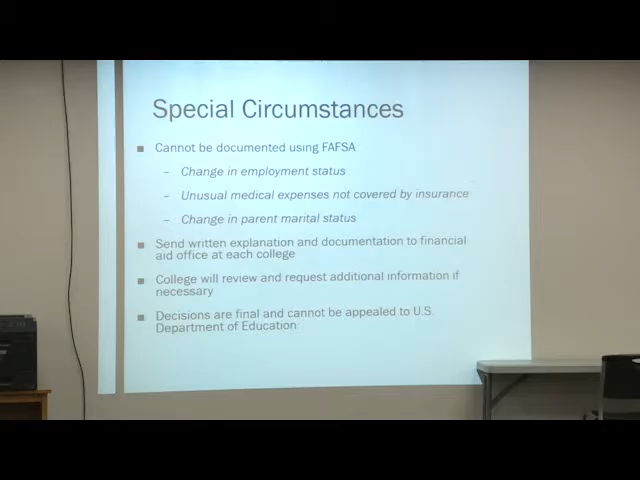 Special Circumstances
■ Cannot be documented using FAFSA
– Change in employment status
– Unusual medical expenses not covered by insurance
– Change in parent marital status
■ Send written explanation and documentation to financial
aid office at each college
■ College will review and request additional information if
necessary
■ Decisions are final and cannot be appealed to U.S.
Department of Education